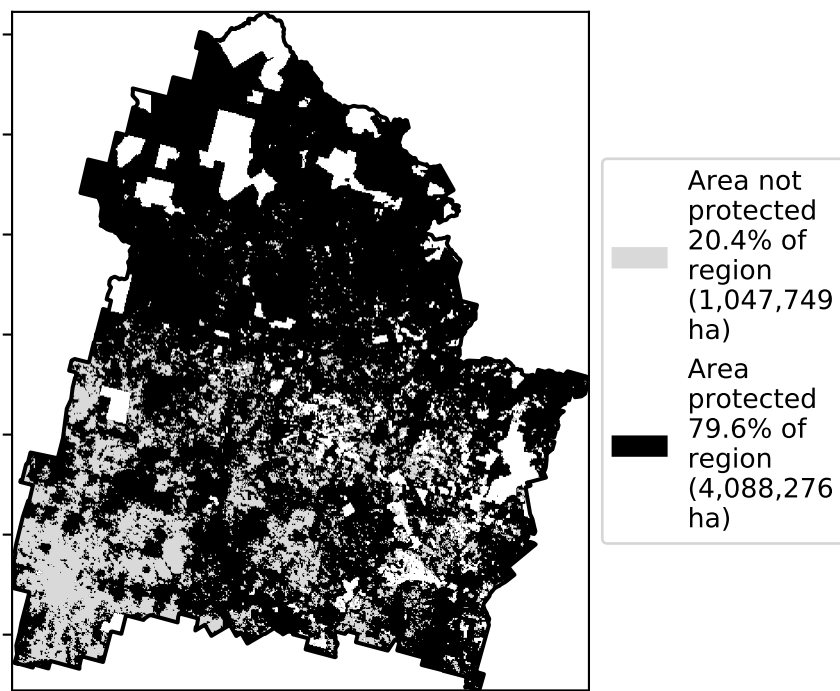 Area not
protected
20.4% of
region
(1,047,749
ha)
Area
protected
79.6% of
region
(4,088,276
ha)